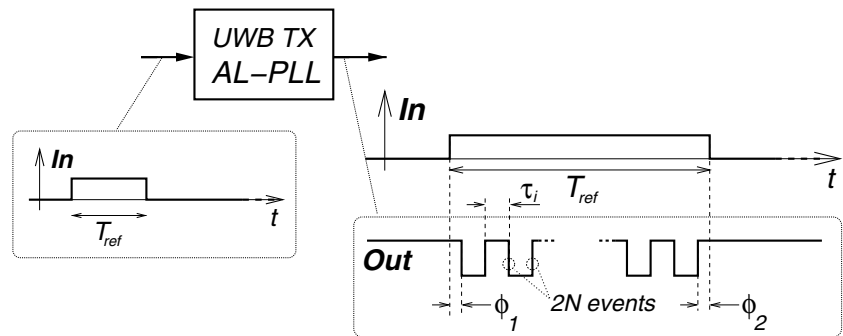 UWB TX
AL-PLL
In
t
T_ref
In
t
τ_i
T_ref
Out
ϕ_1
2N events
ϕ_2